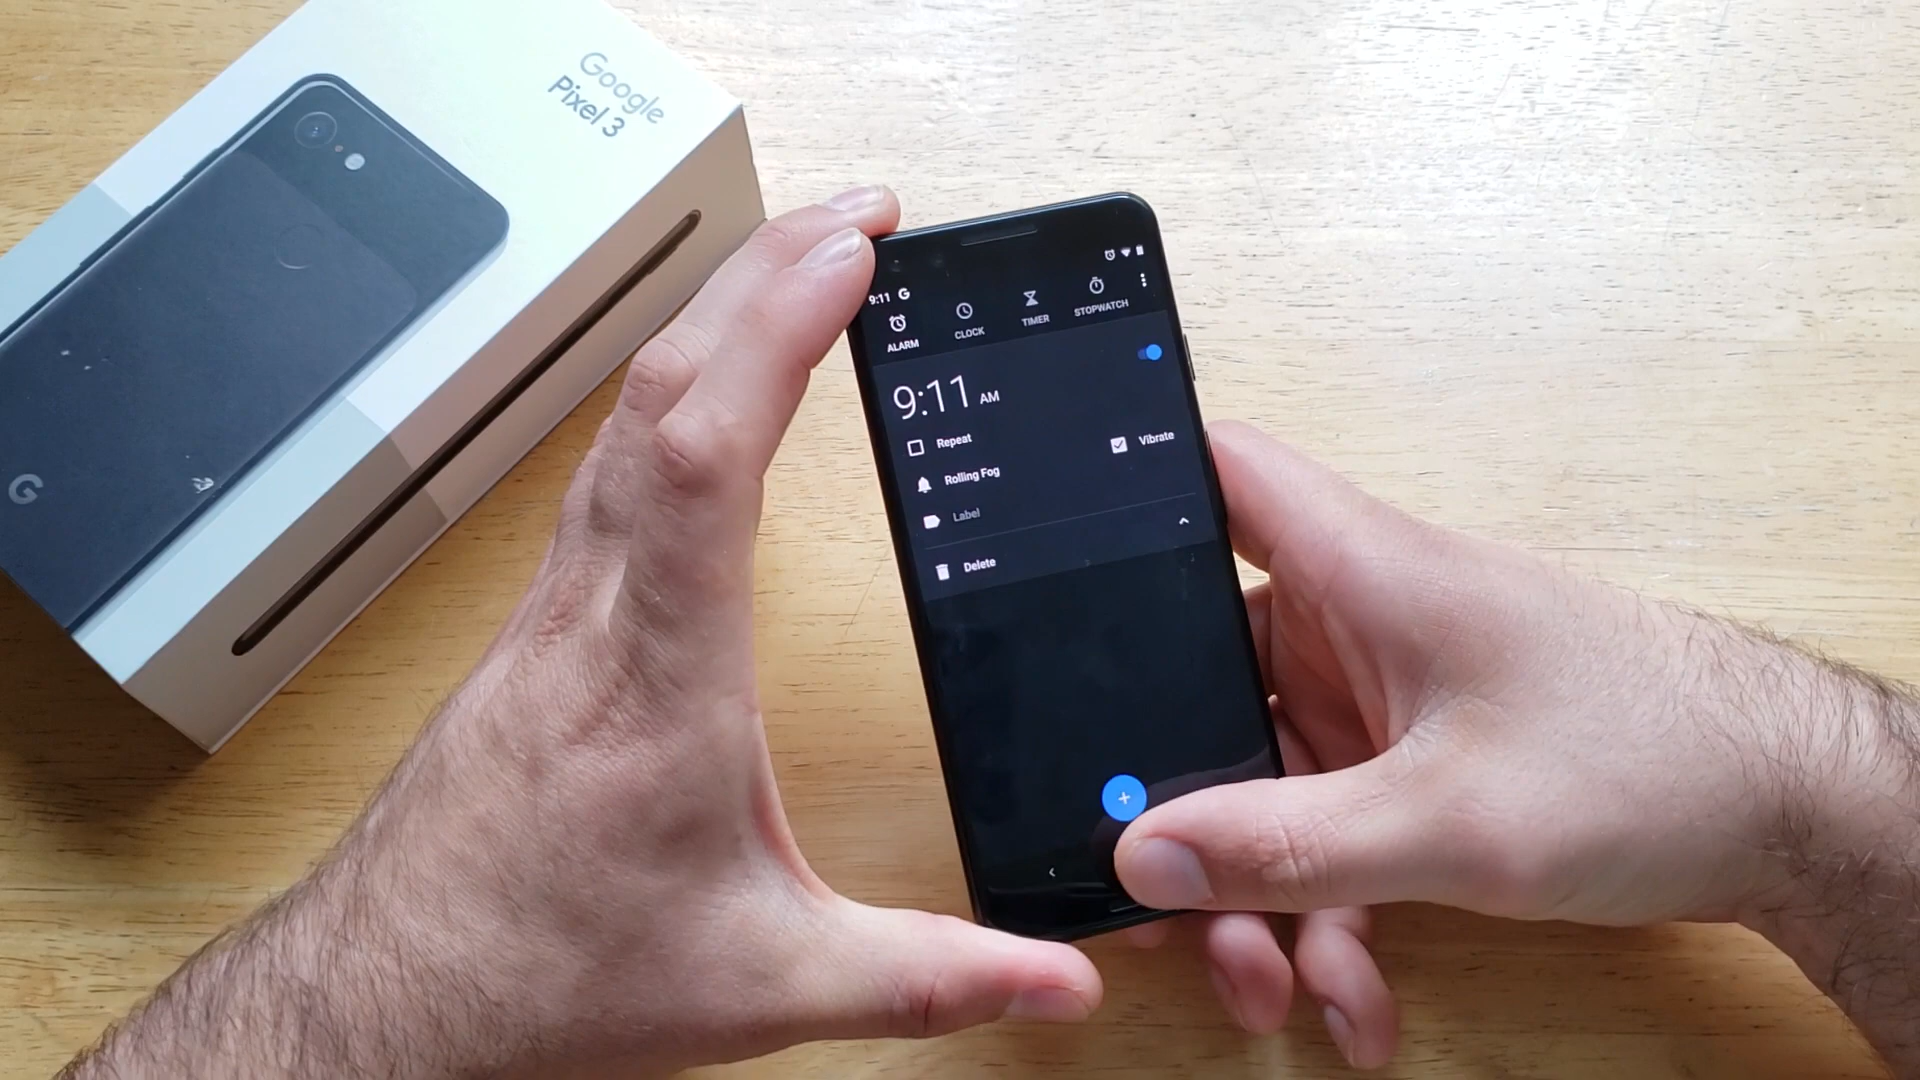 Google
Pixel 3
G
9:11 G
ALARM
CLOCK
TIMER
STOPWATCH
9:11 AM
Repeat
Vibrate
Rolling Fog
Label
Delete